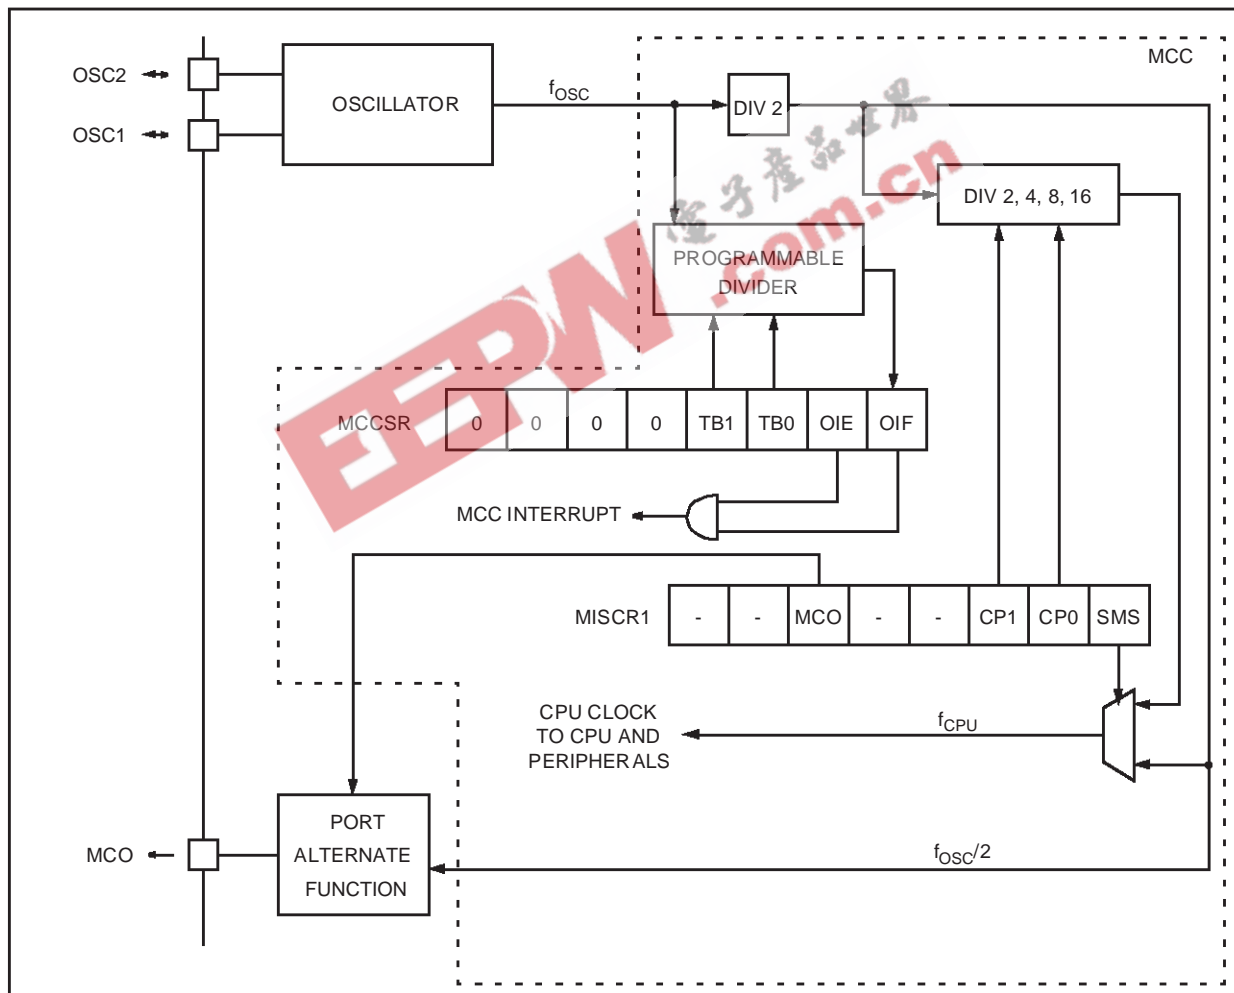 MCC
OSC2
OSC1
OSCILLATOR
fOSC
DIV 2
DIV 2, 4, 8, 16
PROGRAMMABLE
DIVIDER
電子產品世界
EEPW.com.cn
MCCSR 0 0 0 0 TB1 TB0 OIE OIF
MCC INTERRUPT
MISCR1 - - MCO - - CP1 CP0 SMS
CPU CLOCK
TO CPU AND
PERIPHERALS
fCPU
PORT
ALTERNATE
FUNCTION
MCO
fOSC/2